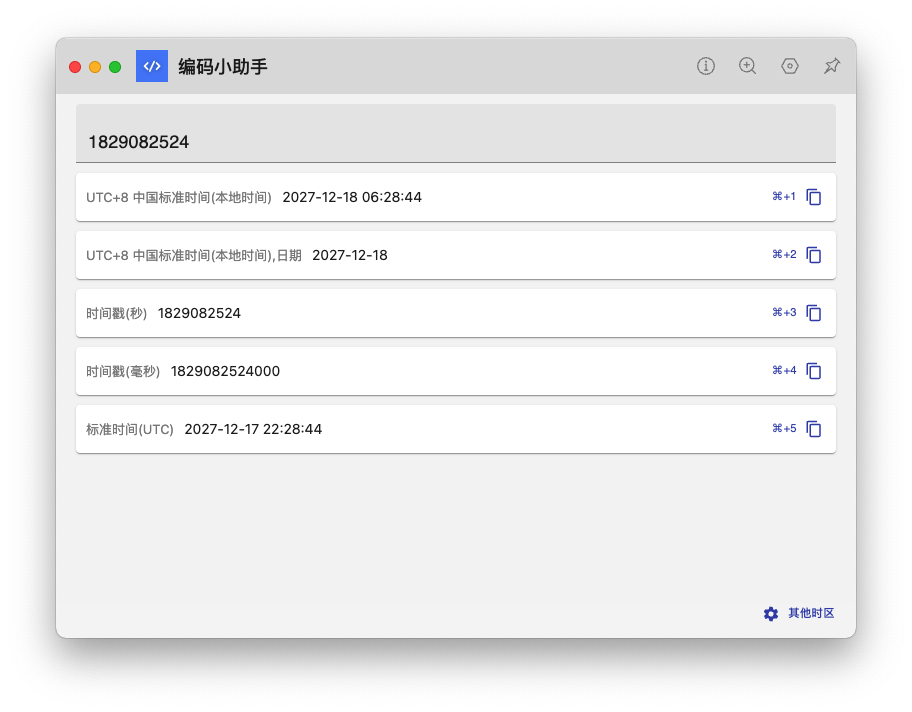 </> 编码小助手
1829082524
UTC+8 中国标准时间(本地时间) 2027-12-18 06:28:44 ⌘+1
UTC+8 中国标准时间(本地时间),日期 2027-12-18 ⌘+2
时间戳(秒) 1829082524 ⌘+3
时间戳(毫秒) 1829082524000 ⌘+4
标准时间(UTC) 2027-12-17 22:28:44 ⌘+5
其他时区